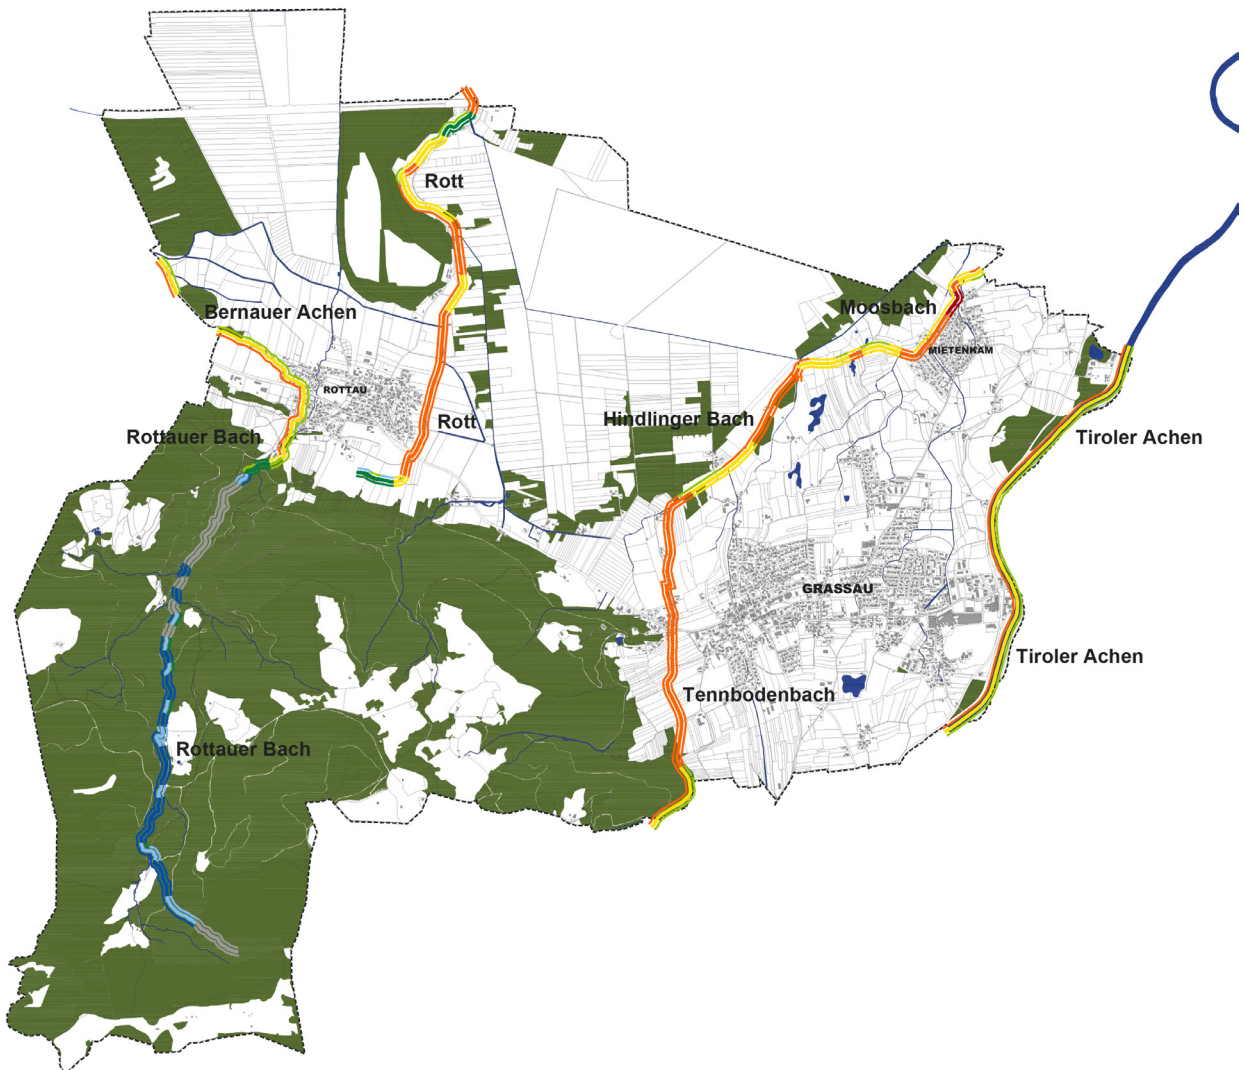 Rott
Moosbach
Bernauer Achen
MIETENKAM
ROTTAU
Hindlinger Bach
Rott
Rottauer Bach
Tiroler Achen
GRASSAU
Tiroler Achen
Tennbodenbach
Rottauer Bach